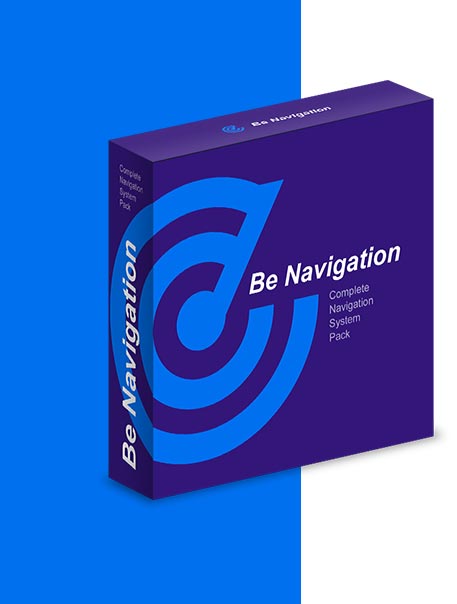 Be Navigation
Complete
Navigation
System
Pack
Be Navigation
Be Navigation
Complete
Navigation
System
Pack